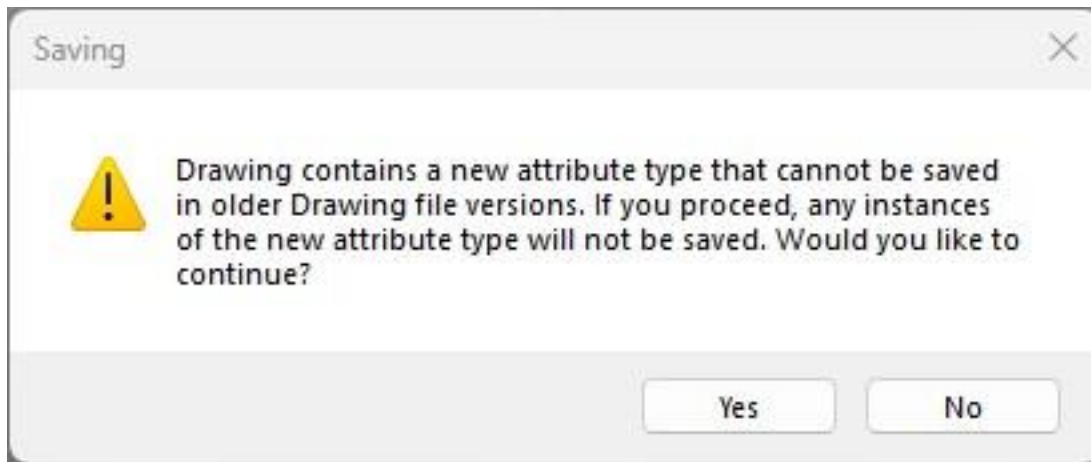 Saving
Drawing contains a new attribute type that cannot be saved
in older Drawing file versions. If you proceed, any instances
of the new attribute type will not be saved. Would you like to
continue?
Yes
No